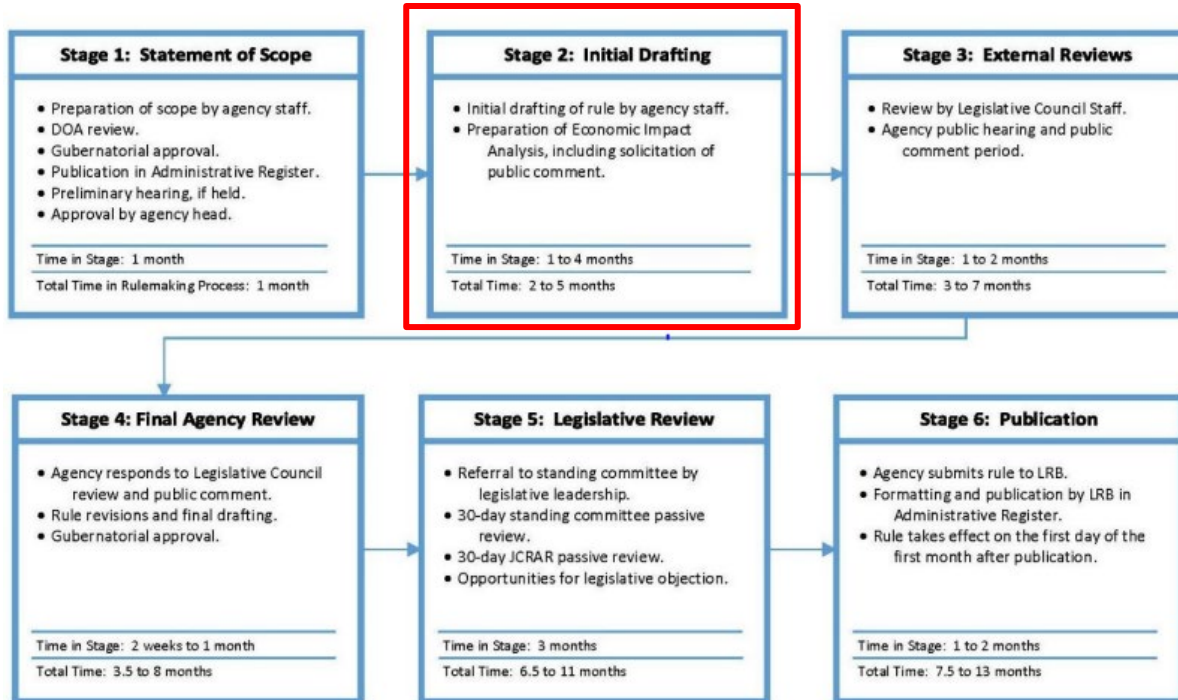 Stage 1: Statement of Scope
• Preparation of scope by agency staff.
• DOA review.
• Gubernatorial approval.
• Publication in Administrative Register.
• Preliminary hearing, if held.
• Approval by agency head.
Time in Stage: 1 month
Total Time in Rulemaking Process: 1 month
Stage 2: Initial Drafting
• Initial drafting of rule by agency staff.
• Preparation of Economic Impact
Analysis, including solicitation of
public comment.
Time in Stage: 1 to 4 months
Total Time: 2 to 5 months
Stage 3: External Reviews
• Review by Legislative Council Staff.
• Agency public hearing and public
comment period.
Time in Stage: 1 to 2 months
Total Time: 3 to 7 months
Stage 4: Final Agency Review
• Agency responds to Legislative Council
review and public comment.
• Rule revisions and final drafting.
• Gubernatorial approval.
Time in Stage: 2 weeks to 1 month
Total Time: 3.5 to 8 months
Stage 5: Legislative Review
• Referral to standing committee by
legislative leadership.
• 30-day standing committee passive
review.
• 30-day JCRAR passive review.
• Opportunities for legislative objection.
Time in Stage: 3 months
Total Time: 6.5 to 11 months
Stage 6: Publication
• Agency submits rule to LRB.
• Formatting and publication by LRB in
Administrative Register.
• Rule takes effect on the first day of the
first month after publication.
Time in Stage: 1 to 2 months
Total Time: 7.5 to 13 months